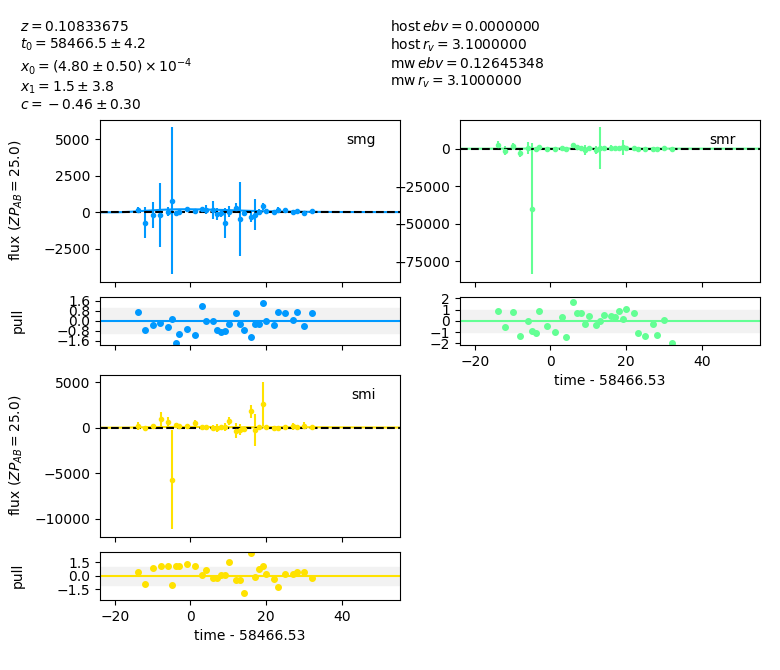 z = 0.10833675
t₀ = 58466.5 ± 4.2
x₀ = (4.80 ± 0.50) × 10⁻⁴
x₁ = 1.5 ± 3.8
c = −0.46 ± 0.30
host ebv = 0.0000000
host r_v = 3.1000000
mw ebv = 0.12645348
mw r_v = 3.1000000
smg
5000
2500
0
−2500
flux (ZP_AB = 25.0)
1.6
0.8
0.0
−0.8
−1.6
pull
smr
0
−25000
−50000
−75000
2
1
0
−1
−2
−20 0 20 40
time - 58466.53
smi
5000
0
−5000
−10000
flux (ZP_AB = 25.0)
1.5
0.0
−1.5
pull
−20 0 20 40
time - 58466.53